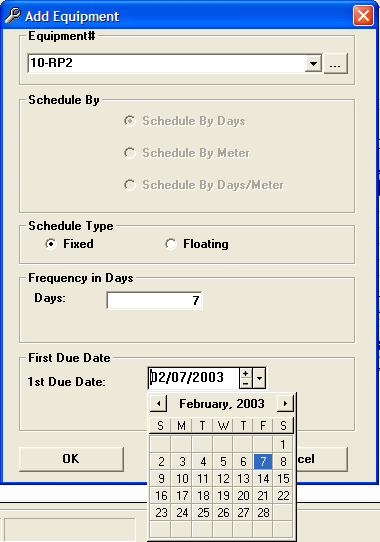 Add Equipment
Equipment#
10-RP2
...
Schedule By
Schedule By Days
Schedule By Meter
Schedule By Days/Meter
Schedule Type
Fixed
Floating
Frequency in Days
Days:
7
First Due Date
1st Due Date:
02/07/2003
February, 2003
S M T W T F S
1
2 3 4 5 6 7 8
9 10 11 12 13 14 15
16 17 18 19 20 21 22
23 24 25 26 27 28
OK
cel